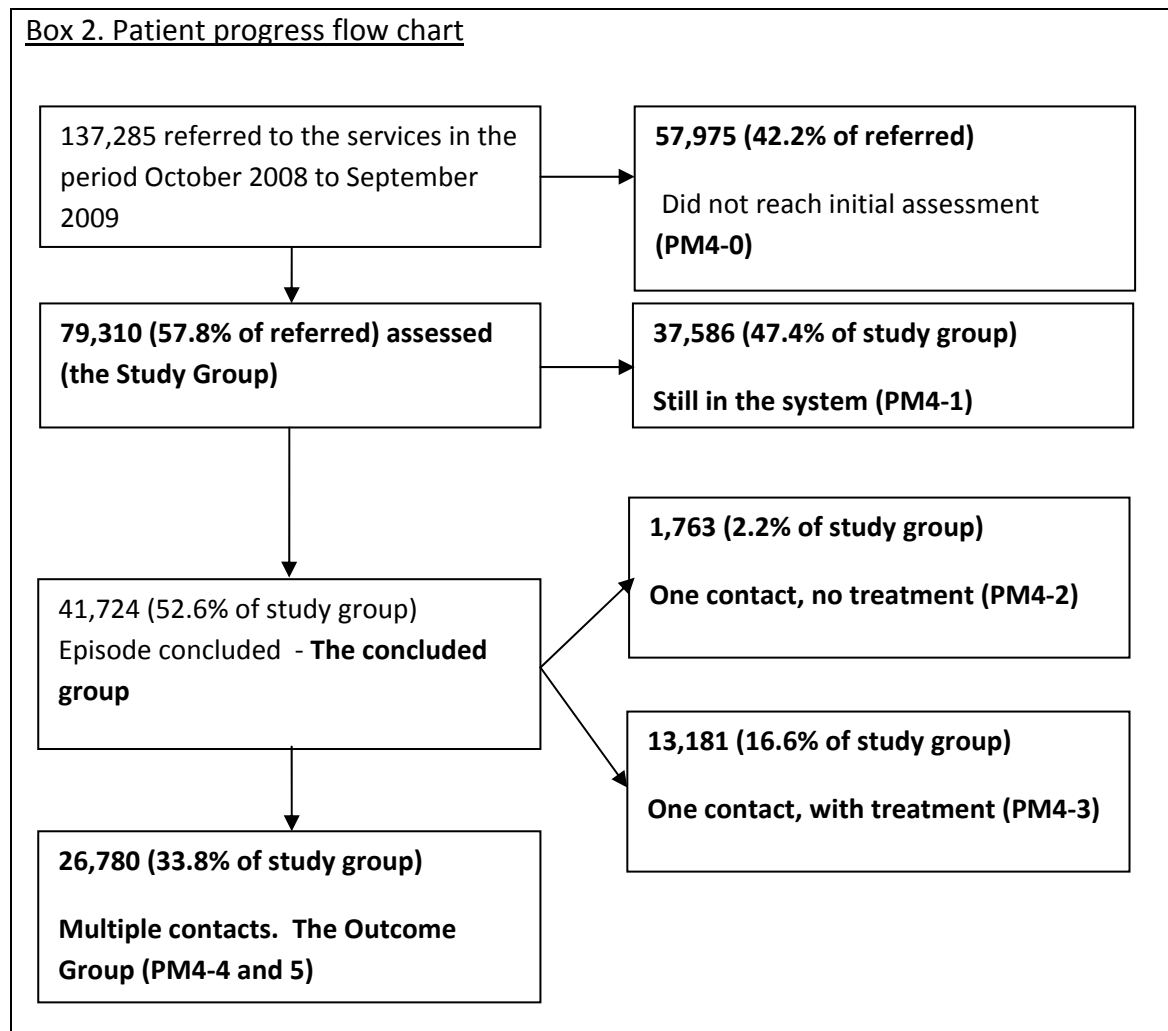 Box 2. Patient progress flow chart
137,285 referred to the services in the
period October 2008 to September
2009
57,975 (42.2% of referred)
Did not reach initial assessment
(PM4-0)
79,310 (57.8% of referred) assessed
(the Study Group)
37,586 (47.4% of study group)
Still in the system (PM4-1)
1,763 (2.2% of study group)
One contact, no treatment (PM4-2)
41,724 (52.6% of study group)
Episode concluded - The concluded
group
13,181 (16.6% of study group)
One contact, with treatment (PM4-3)
26,780 (33.8% of study group)
Multiple contacts. The Outcome
Group (PM4-4 and 5)